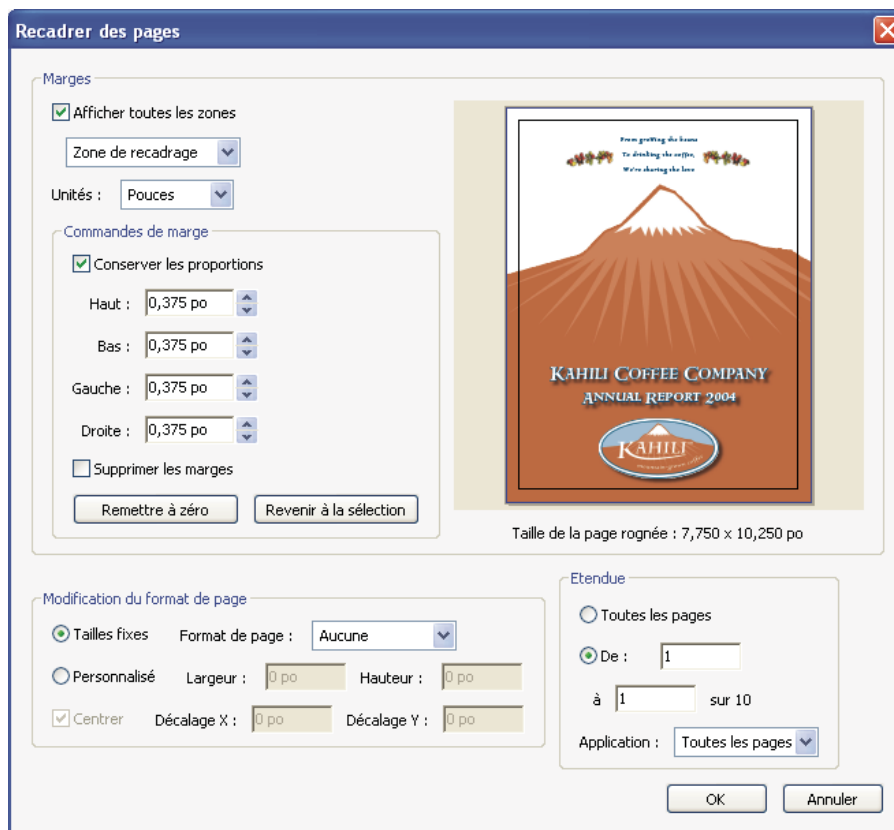 Recadrer des pages
Marges
Afficher toutes les zones
Zone de recadrage
Unités : Pouces
Commandes de marge
Conserver les proportions
Haut : 0,375 po
Bas : 0,375 po
Gauche : 0,375 po
Droite : 0,375 po
Supprimer les marges
Remettre à zéro Revenir à la sélection
From growing the beans
To drinking the coffee,
We're sharing the love
KAHILI COFFEE COMPANY
ANNUAL REPORT 2004
KAHILI
Taille de la page rognée : 7,750 x 10,250 po
Modification du format de page
Tailles fixes Format de page : Aucune
Personnalisé Largeur : 0 po Hauteur : 0 po
Centrer Décalage X : 0 po Décalage Y : 0 po
Etendue
Toutes les pages
De : 1
à 1 sur 10
Application : Toutes les pages
OK Annuler